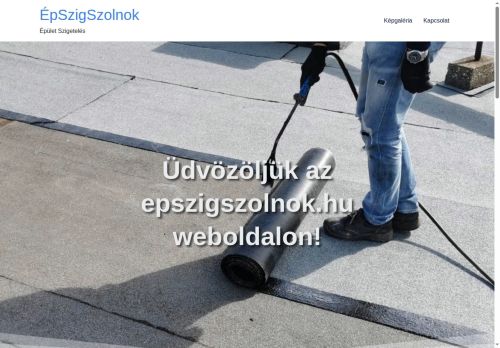 ÉpSzigSzolnok
Épület Szigetelés
Képgaléria Kapcsolat
Üdvözöljük az
epszigszolnok.hu
weboldalon!